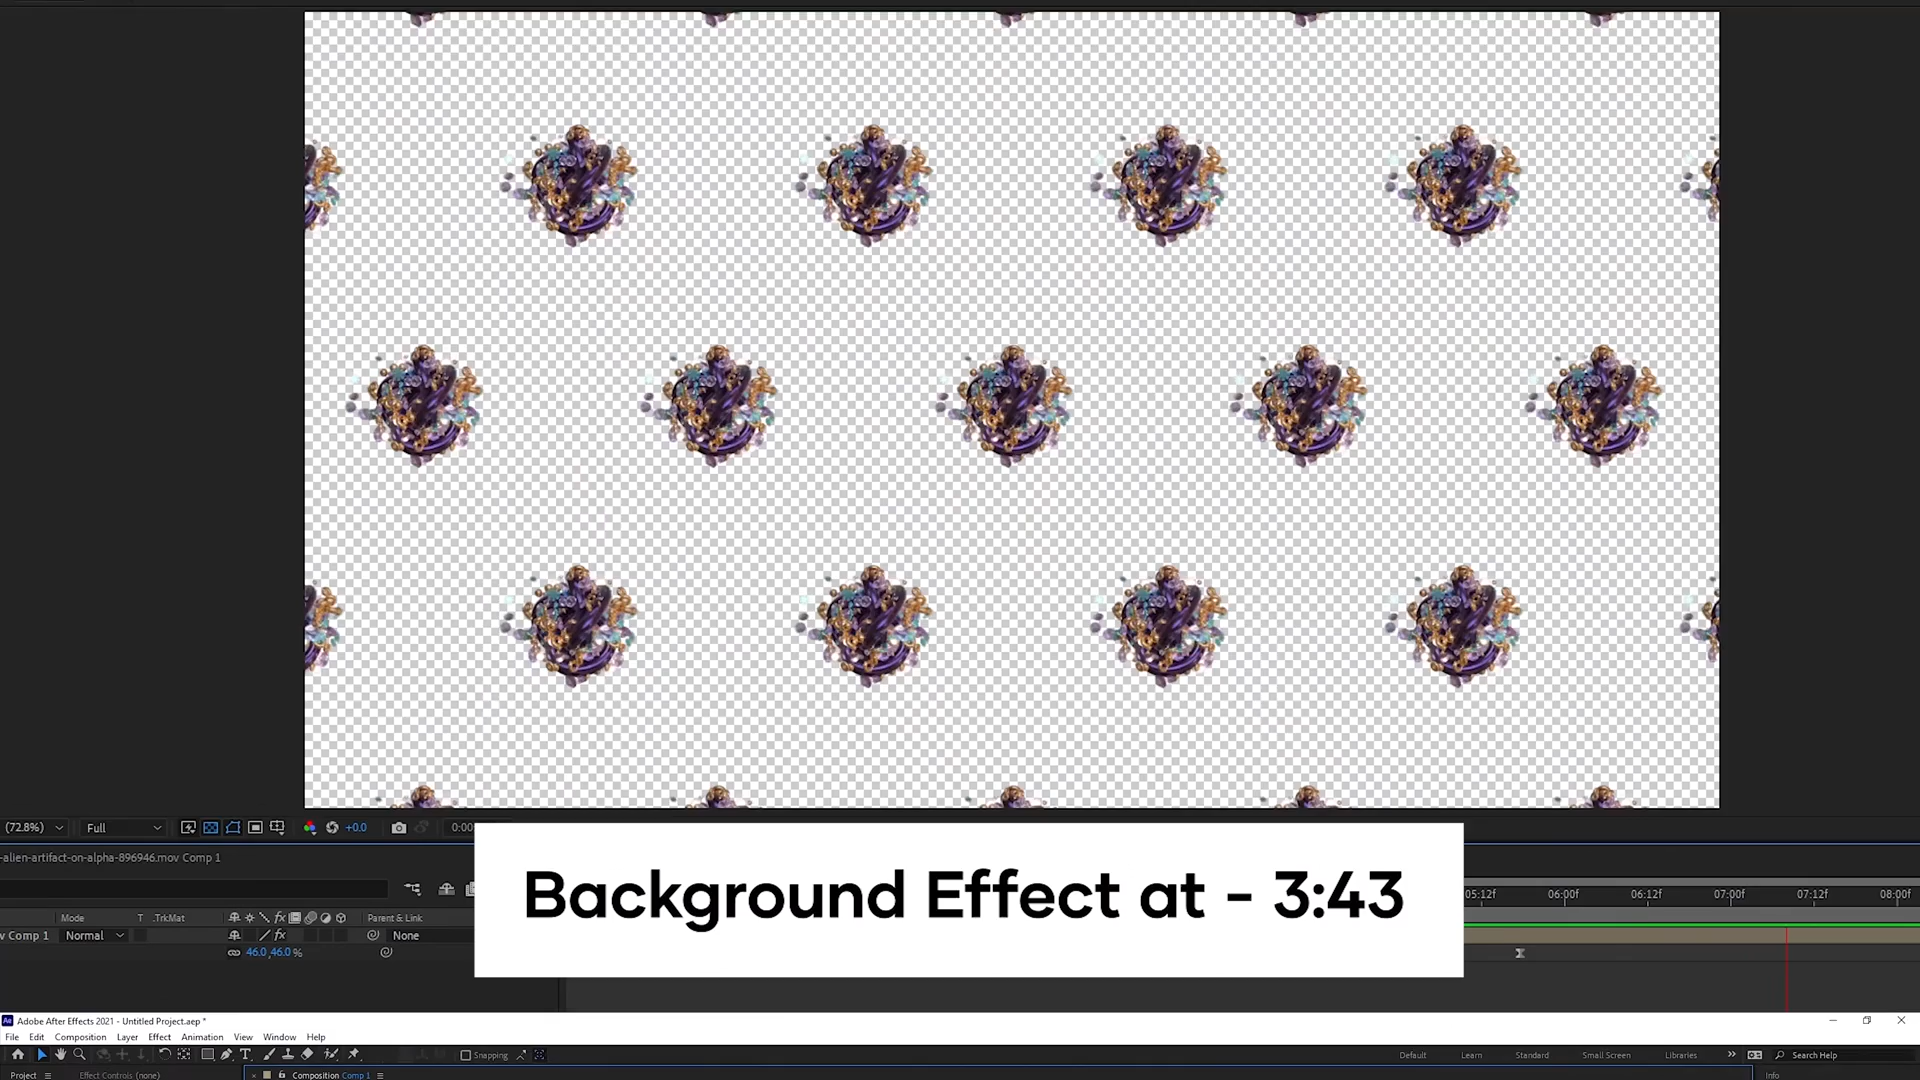 (72.8%)
Full
+0.0
0:00
-alien-artifact-on-alpha-896946.mov Comp 1
Background Effect at - 3:43
05:12f
06:00f
06:12f
07:00f
07:12f
08:00f
Mode
T
.TrkMat
fx
Parent & Link
v Comp 1
Normal
fx
None
46.0,46.0%
Ae
Adobe After Effects 2021 - Untitled Project.aep *
File Edit Composition Layer Effect Animation View Window Help
Snapping
Default
Learn
Standard
Small Screen
Libraries
Search Help
Project
Effect Controls (none)
Composition Comp 1
Info